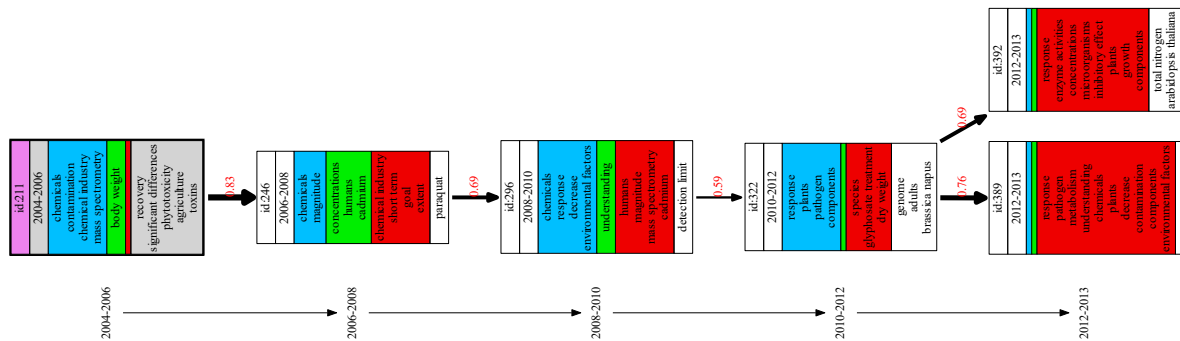 id:211
2004-2006
chemicals
contamination
chemical industry
mass spectrometry
body weight
recovery
significant differences
phytotoxicity
agriculture
toxins
0.83
id:246
2006-2008
chemicals
magnitude
concentrations
humans
cadmium
chemical industry
short term
goal
extent
paraquat
0.69
id:296
2008-2010
chemicals
response
decrease
environmental factors
understanding
humans
magnitude
mass spectrometry
cadmium
detection limit
0.59
id:322
2010-2012
response
plants
pathogen
components
species
glyphosate treatment
dry weight
genome
adults
brassica napus
0.69
0.76
id:392
2012-2013
response
enzyme activities
concentrations
microorganisms
inhibitory effect
plants
growth
components
total nitrogen
arabidopsis thaliana
id:389
2012-2013
response
pathogen
metabolism
understanding
chemicals
plants
decrease
contamination
components
environmental factors
2004-2006
2006-2008
2008-2010
2010-2012
2012-2013